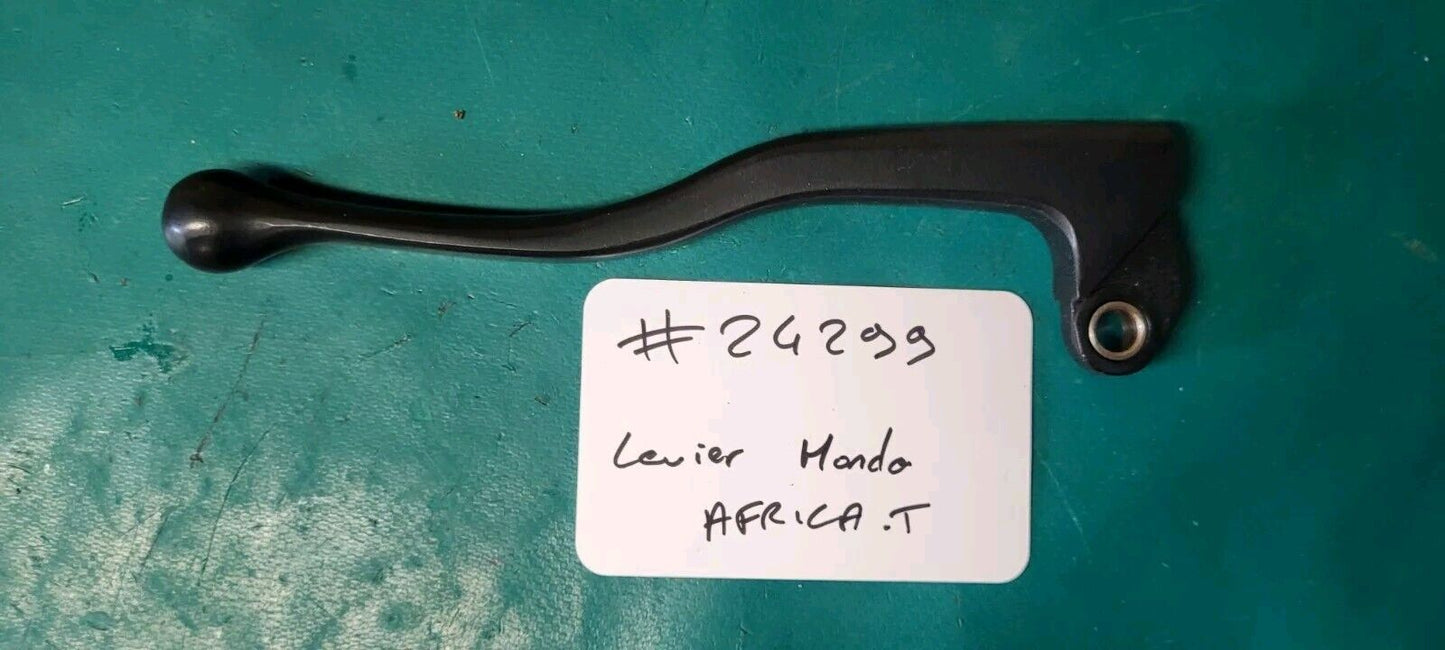 #24299
Levier Honda
AFRICA.T